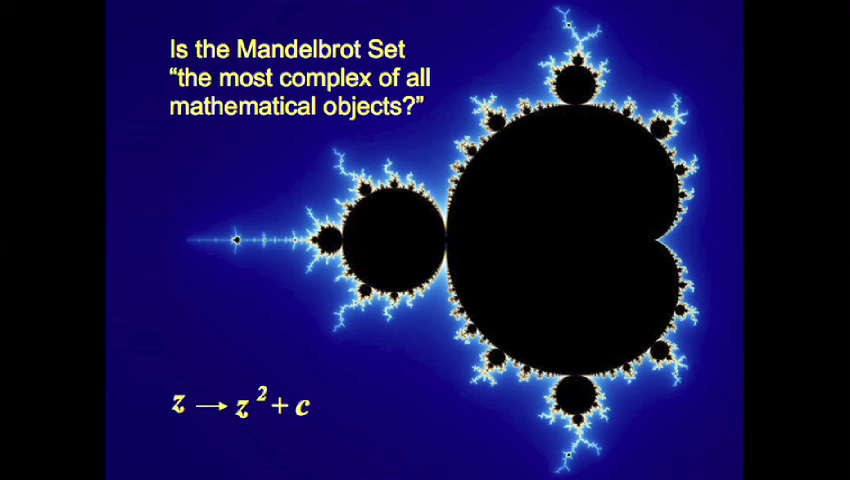 Is the Mandelbrot Set
“the most complex of all
mathematical objects?”
z → z² + c